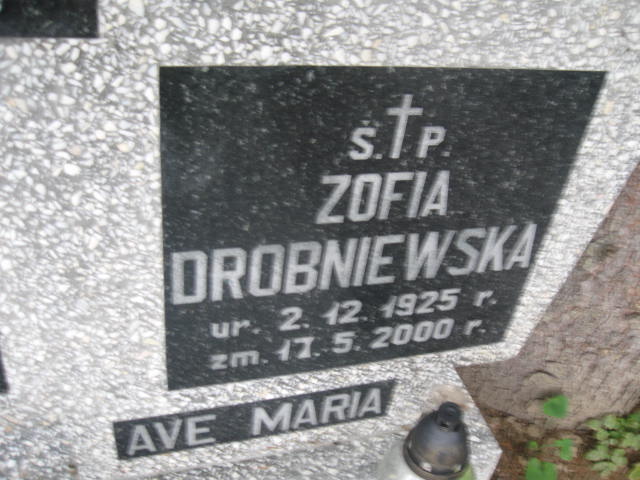 Ś.†P.
ZOFIA
DROBNIEWSKA
ur. 2. 12. 1925 r.
zm. 17. 5. 2000 r.
AVE MARIA